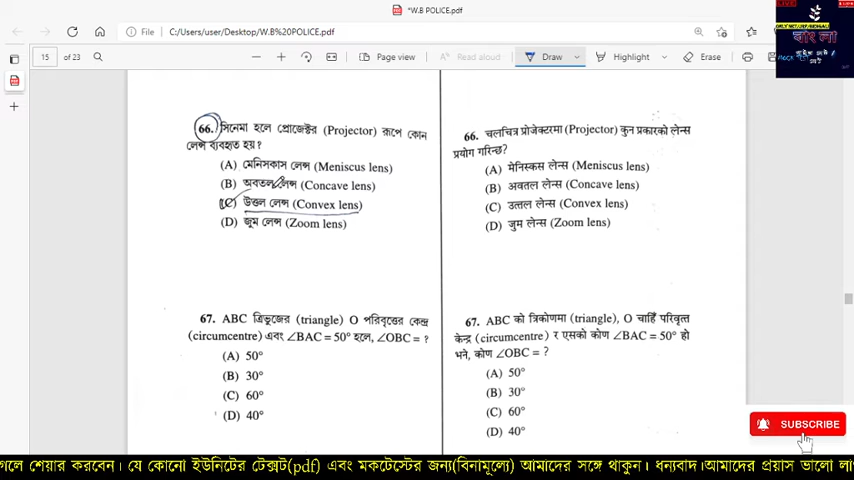 *W.B POLICE.pdf
File
C:/Users/user/Desktop/W.B%20POLICE.pdf
15 of 23
Page view
Read aloud
Draw
Highlight
Erase
LIVE
বাংলা
66. সিনেমা হলে প্রোজেক্টর (Projector) রূপে কোন
লেন্স ব্যবহৃত হয়?
(A) মেনিসকাস লেন্স (Meniscus lens)
(B) অবতল লেন্স (Concave lens)
(C) উত্তল লেন্স (Convex lens)
(D) জুম লেন্স (Zoom lens)
67. ABC ত্রিভুজের (triangle) O পরিবৃত্তের কেন্দ্র
(circumcentre) এবং ∠BAC = 50° হলে, ∠OBC = ?
(A) 50°
(B) 30°
(C) 60°
(D) 40°
66. चलचित्र प्रोजेक्टरमा (Projector) कुन प्रकारको लेन्स
प्रयोग गरिन्छ?
(A) मेनिस्कस लेन्स (Meniscus lens)
(B) अवतल लेन्स (Concave lens)
(C) उत्तल लेन्स (Convex lens)
(D) जुम लेन्स (Zoom lens)
67. ABC को त्रिकोणमा (triangle), O चाहिँ परिवृत्त
केन्द्र (circumcentre) र एसको कोण ∠BAC = 50° हो
भने, कोण ∠OBC = ?
(A) 50°
(B) 30°
(C) 60°
(D) 40°
SUBSCRIBE
গলে শেয়ার করবেন। যে কোনো ইউনিটের টেক্সট(pdf) এবং মকটেস্টের জন্য(বিনামূল্যে) আমাদের সঙ্গে থাকুন। ধন্যবাদ।আমাদের প্রয়াস ভালো লা